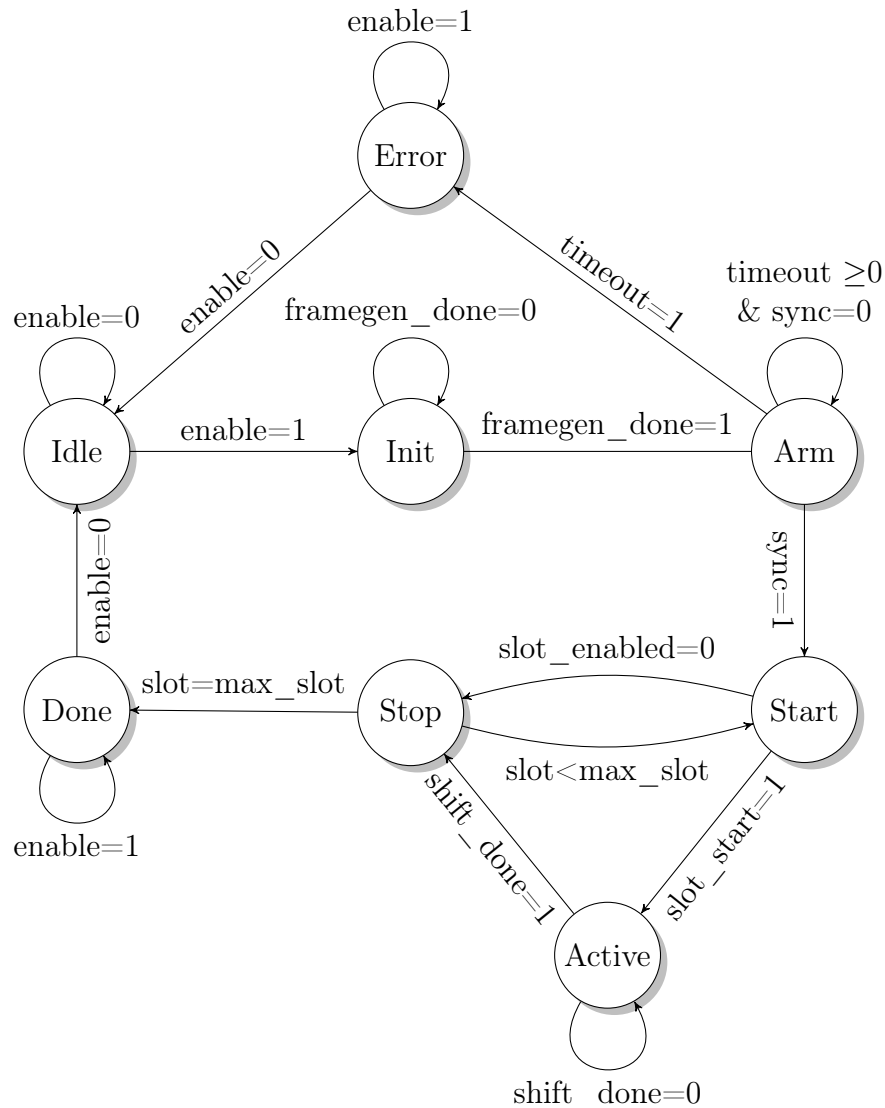 enable=1
Error
enable=0
timeout=1
timeout ≥0
& sync=0
enable=0
framegen_done=0
Idle
enable=1
Init
framegen_done=1
Arm
enable=0
sync=1
slot_enabled=0
slot=max_slot
Done
Stop
Start
slot<max_slot
enable=1
shift_done=1
slot_start=1
Active
shift_done=0